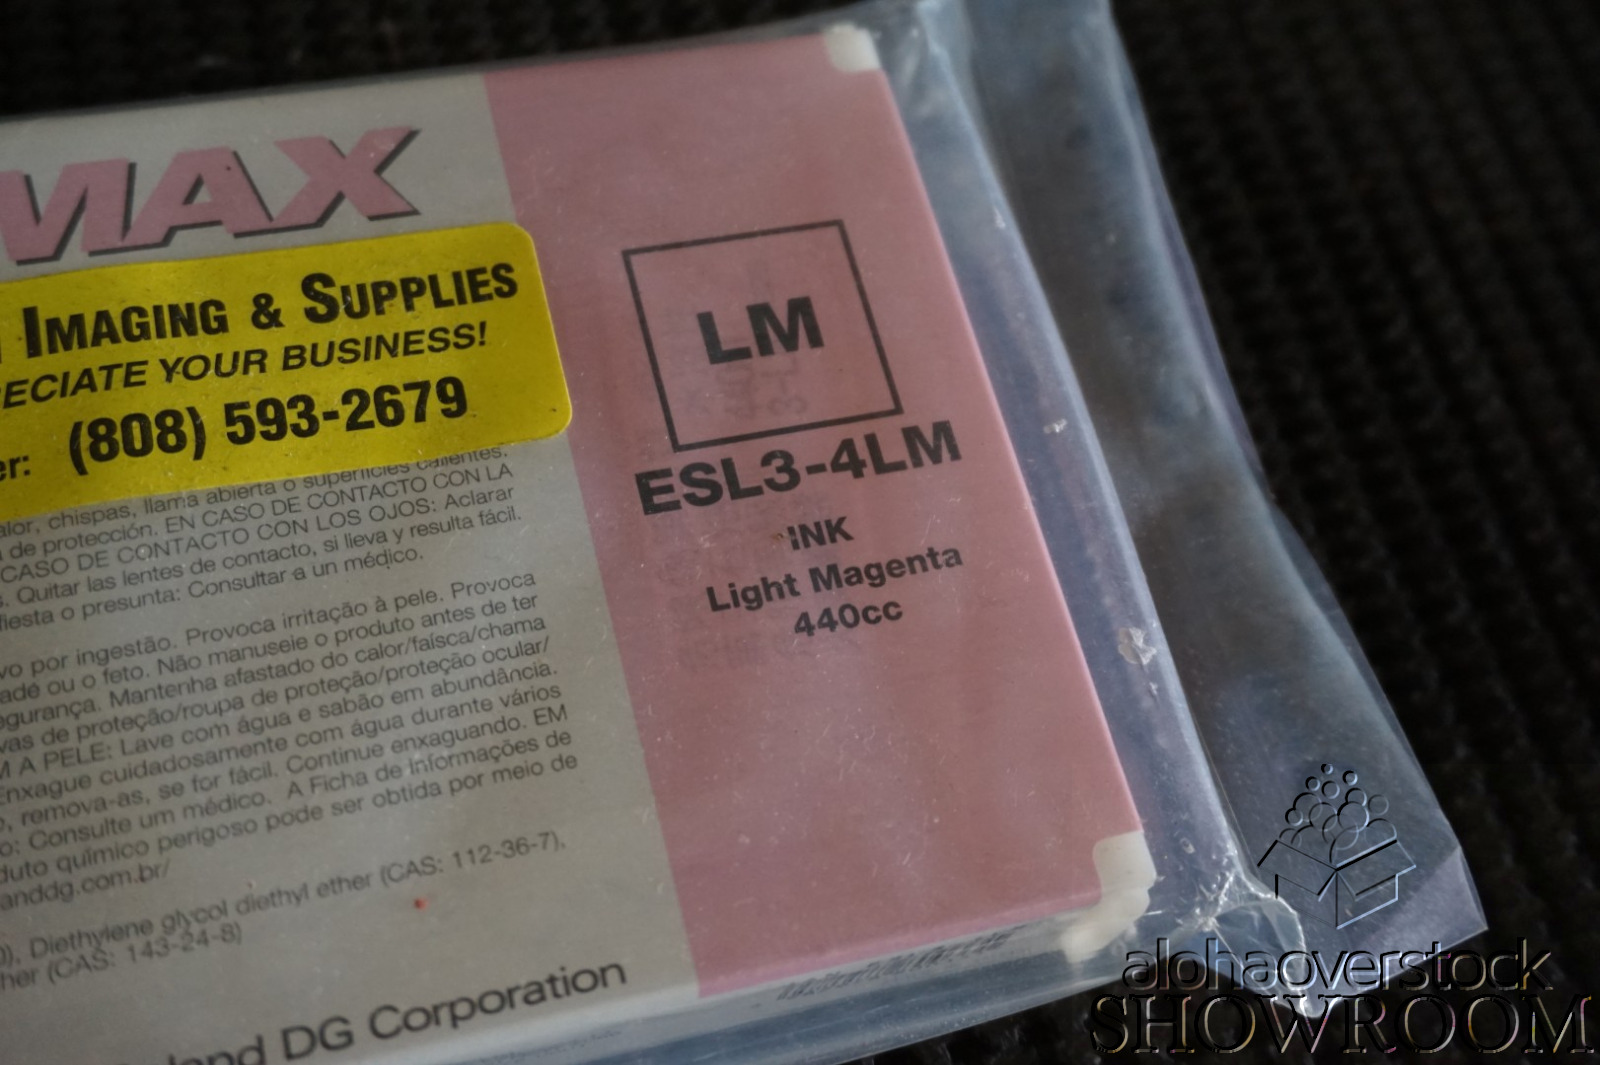 MAX
IMAGING & SUPPLIES
ECIATE YOUR BUSINESS!
er: (808) 593-2679
alor, chispas, llama abierta o superficies calientes.
de protección. EN CASO DE CONTACTO CON LA
CASO DE CONTACTO CON LOS OJOS: Aclarar
. Quitar las lentes de contacto, si lleva y resulta fácil.
fiesta o presunta: Consultar a un médico.
vo por ingestão. Provoca irritação à pele. Provoca
ade ou o feto. Não manuseie o produto antes de ter
egurança. Mantenha afastado do calor/faísca/chama
vas de proteção/roupa de proteção/proteção ocular/
M A PELE: Lave com água e sabão em abundância.
Enxague cuidadosamente com água durante vários
, remova-as, se for fácil. Continue enxaguando. EM
o: Consulte um médico. A Ficha de Informações de
duto químico perigoso pode ser obtida por meio de
anddg.com.br/
), Diethylene glycol diethyl ether (CAS: 112-36-7),
her (CAS: 143-24-8)
land DG Corporation
LM
ESL3-4LM
INK
Light Magenta
440cc
alohaoverstock
SHOWROOM